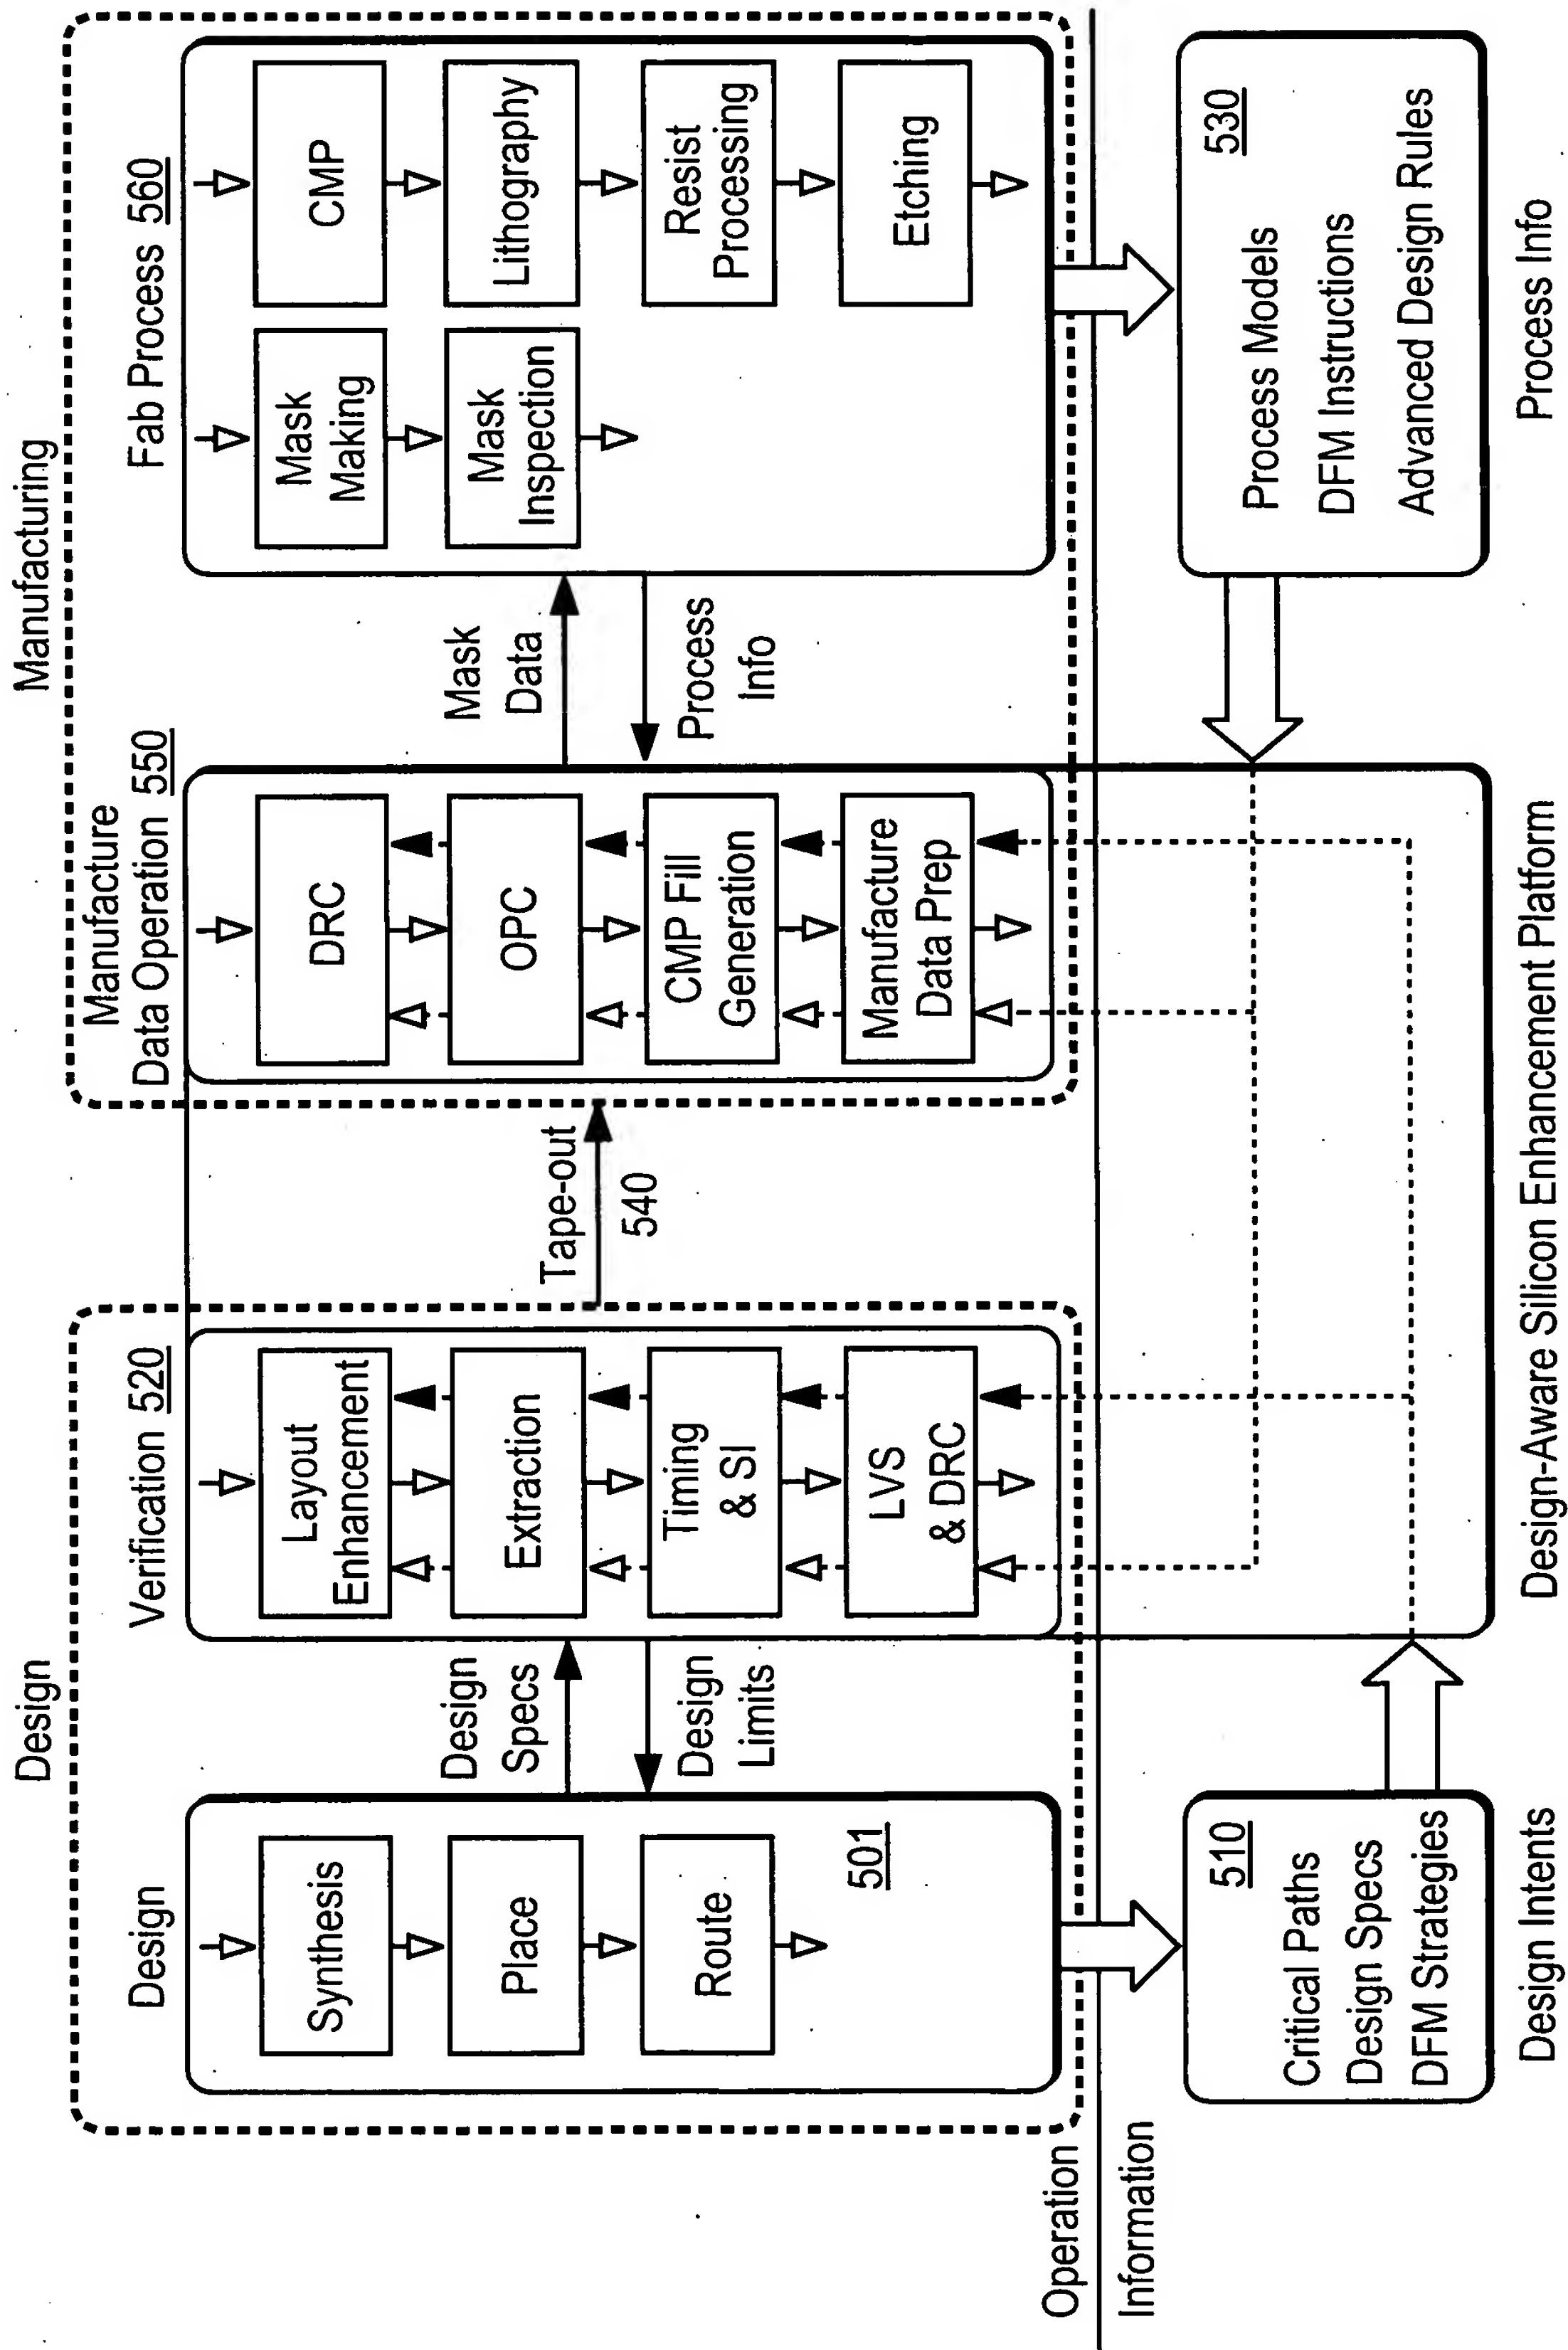 Design
Manufacturing
Design
Synthesis
Place
Route
501
Design
Specs
Design
Limits
Verification 520
Layout
Enhancement
Extraction
Timing
& SI
LVS
& DRC
Tape-out
540
Manufacture
Data Operation 550
DRC
OPC
CMP Fill
Generation
Manufacture
Data Prep
Mask
Data
Process
Info
Fab Process 560
Mask
Making
Mask
Inspection
CMP
Lithography
Resist
Processing
Etching
Operation
Information
510
Critical Paths
Design Specs
DFM Strategies
Design Intents
Design-Aware Silicon Enhancement Platform
530
Process Models
DFM Instructions
Advanced Design Rules
Process Info